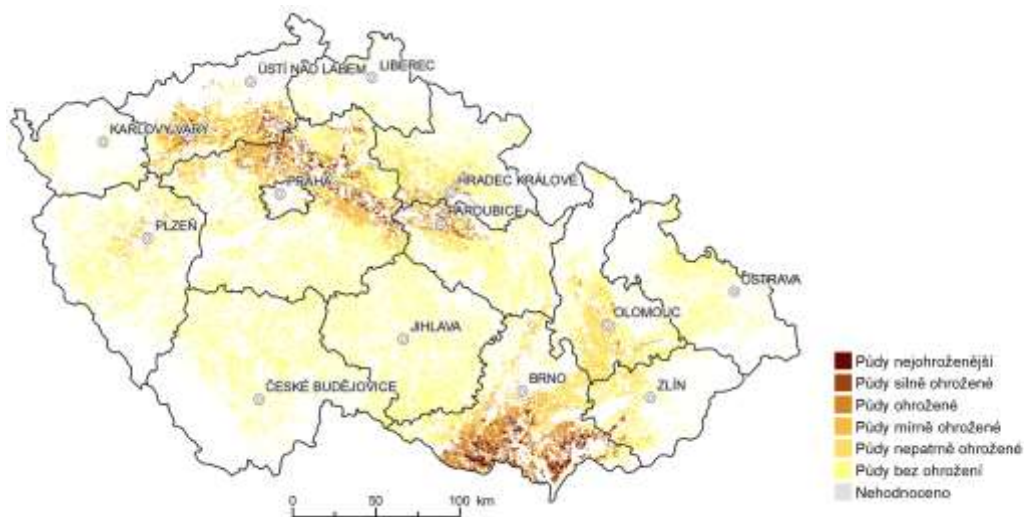 ÚSTÍ NAD LABEM
LIBEREC
KARLOVY VARY
HRADEC KRÁLOVÉ
PRAHA
PARDUBICE
PLZEŇ
OSTRAVA
OLOMOUC
JIHLAVA
BRNO
ZLÍN
ČESKÉ BUDĚJOVICE
Půdy nejohroženější
Půdy silně ohrožené
Půdy ohrožené
Půdy mírně ohrožené
Půdy nepatrně ohrožené
Půdy bez ohrožení
Nehodnoceno
0 50 100 km